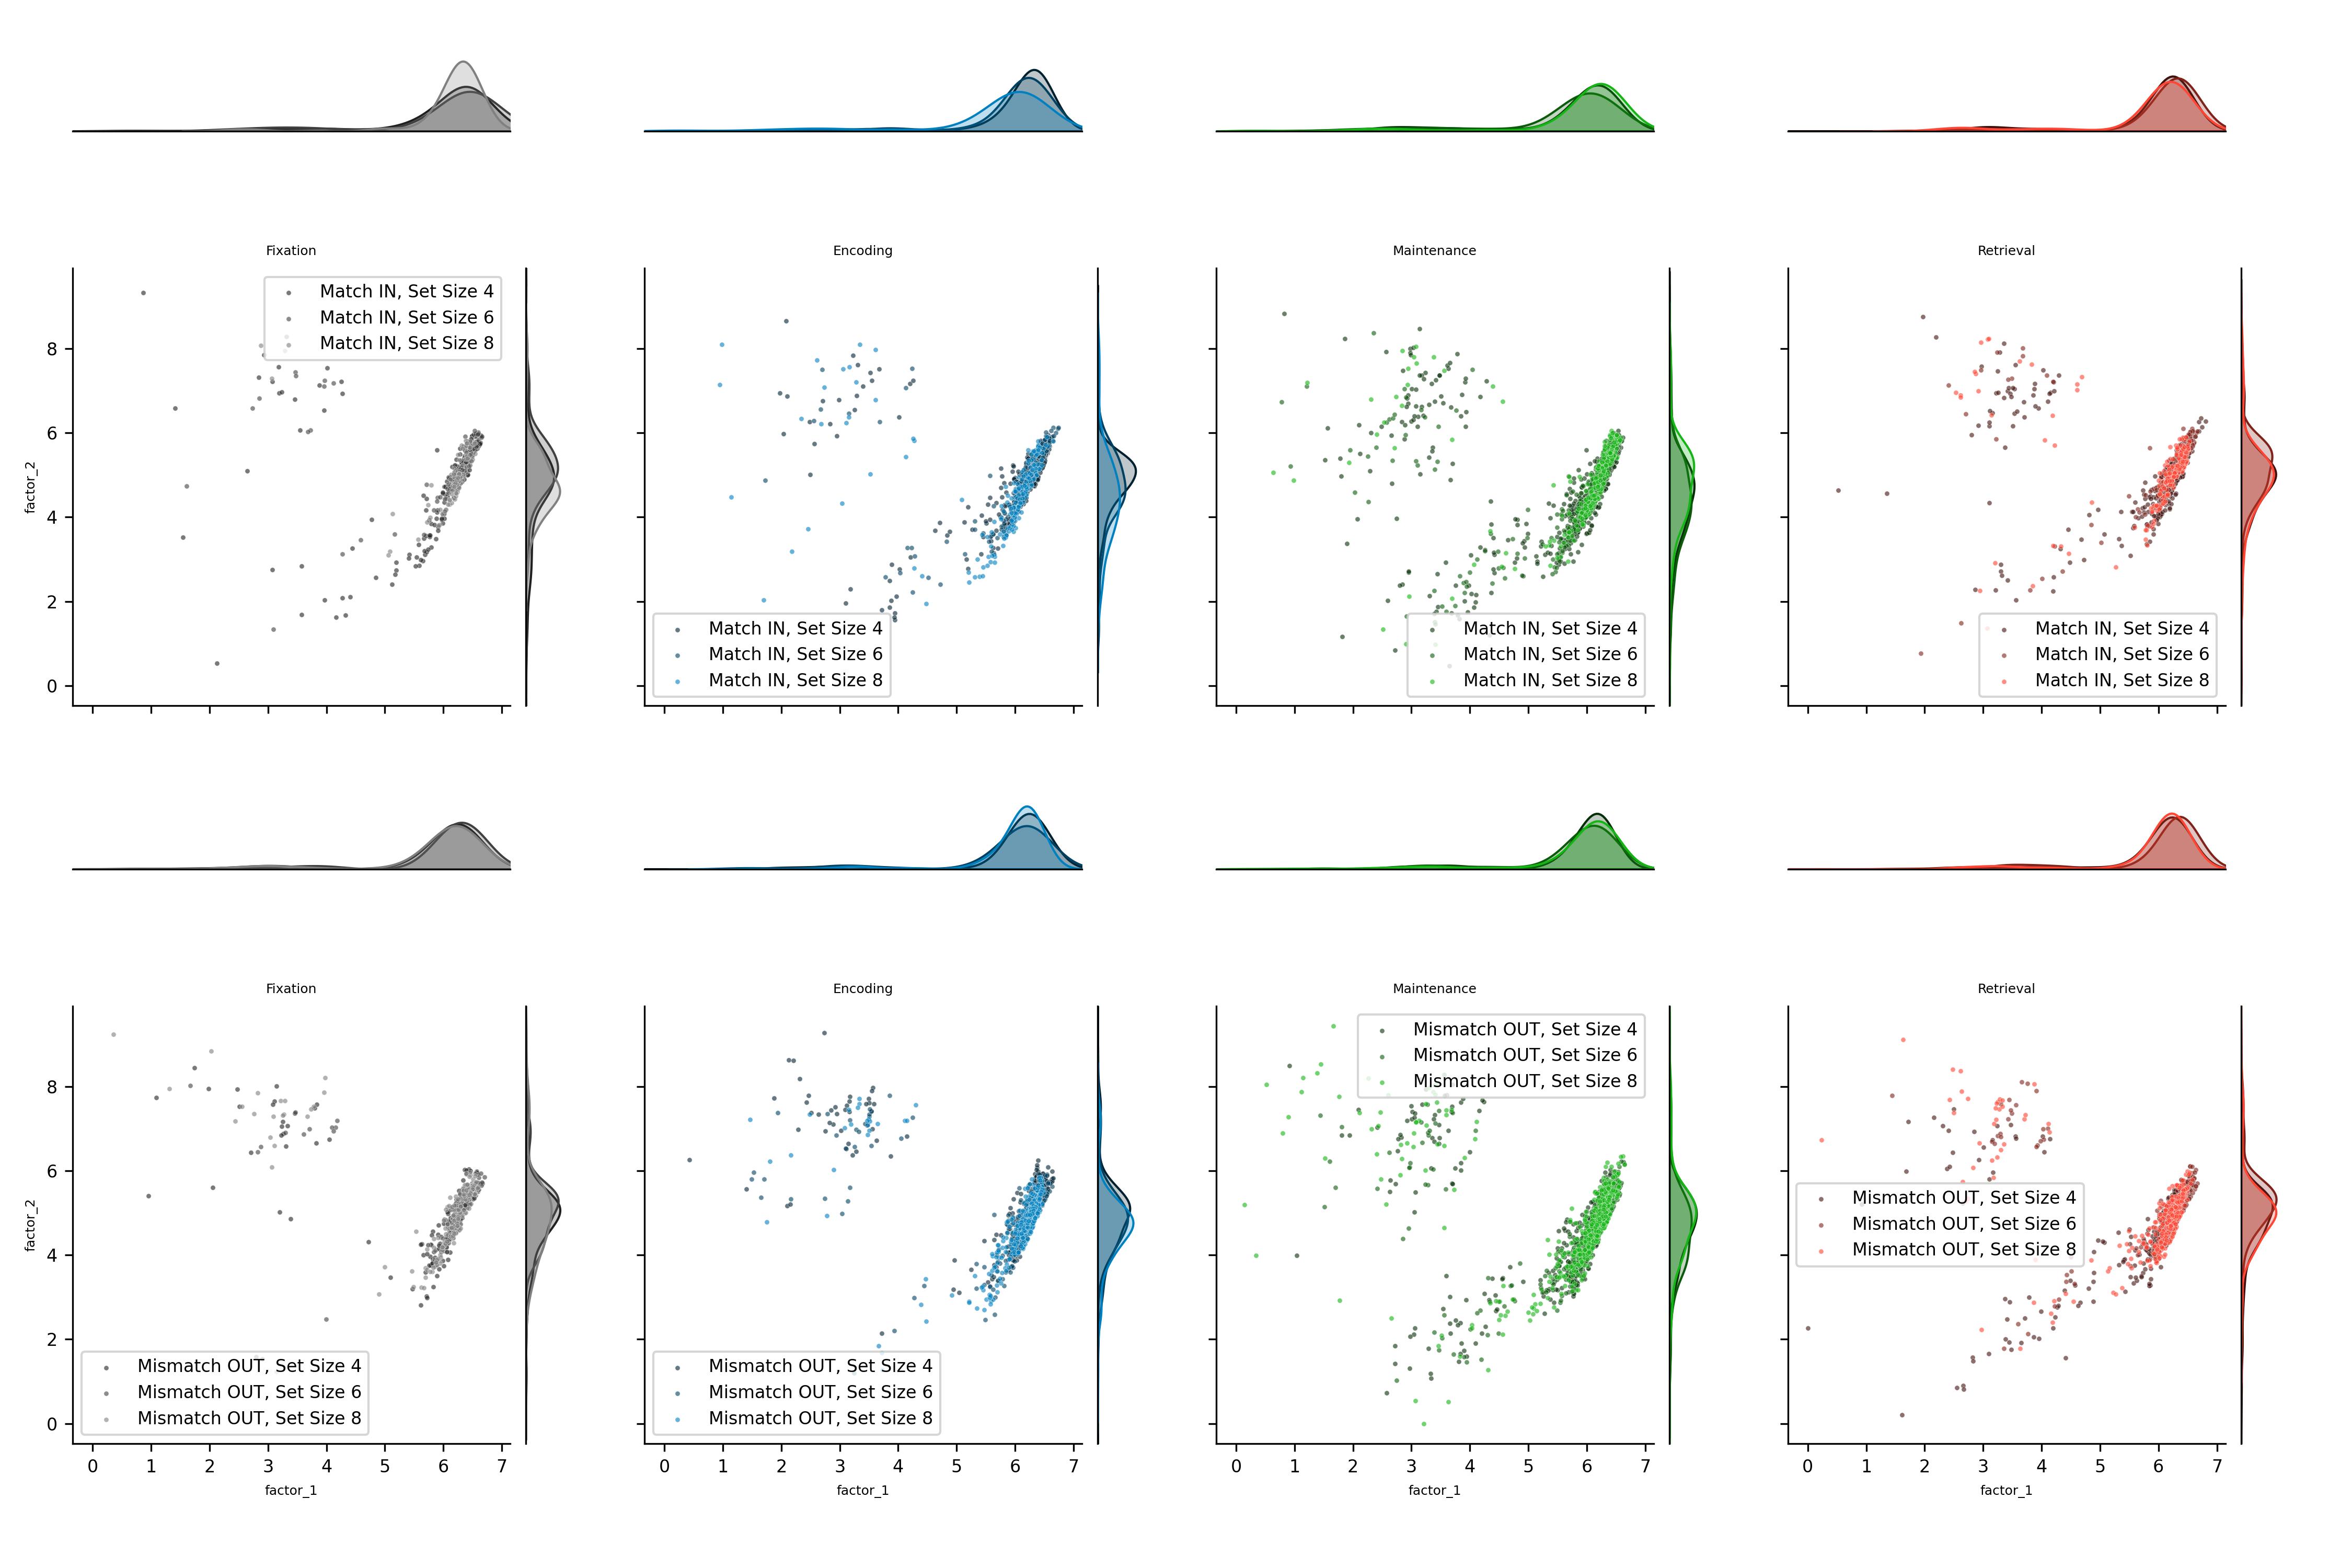 Fixation
Encoding
Maintenance
Retrieval
factor_2
8
6
4
2
0
Match IN, Set Size 4
Match IN, Set Size 6
Match IN, Set Size 8
Match IN, Set Size 4
Match IN, Set Size 6
Match IN, Set Size 8
Match IN, Set Size 4
Match IN, Set Size 6
Match IN, Set Size 8
Match IN, Set Size 4
Match IN, Set Size 6
Match IN, Set Size 8
Fixation
Encoding
Maintenance
Retrieval
factor_2
8
6
4
2
0
Mismatch OUT, Set Size 4
Mismatch OUT, Set Size 6
Mismatch OUT, Set Size 8
Mismatch OUT, Set Size 4
Mismatch OUT, Set Size 6
Mismatch OUT, Set Size 8
Mismatch OUT, Set Size 4
Mismatch OUT, Set Size 6
Mismatch OUT, Set Size 8
Mismatch OUT, Set Size 4
Mismatch OUT, Set Size 6
Mismatch OUT, Set Size 8
0 1 2 3 4 5 6 7
0 1 2 3 4 5 6 7
0 1 2 3 4 5 6 7
0 1 2 3 4 5 6 7
factor_1
factor_1
factor_1
factor_1